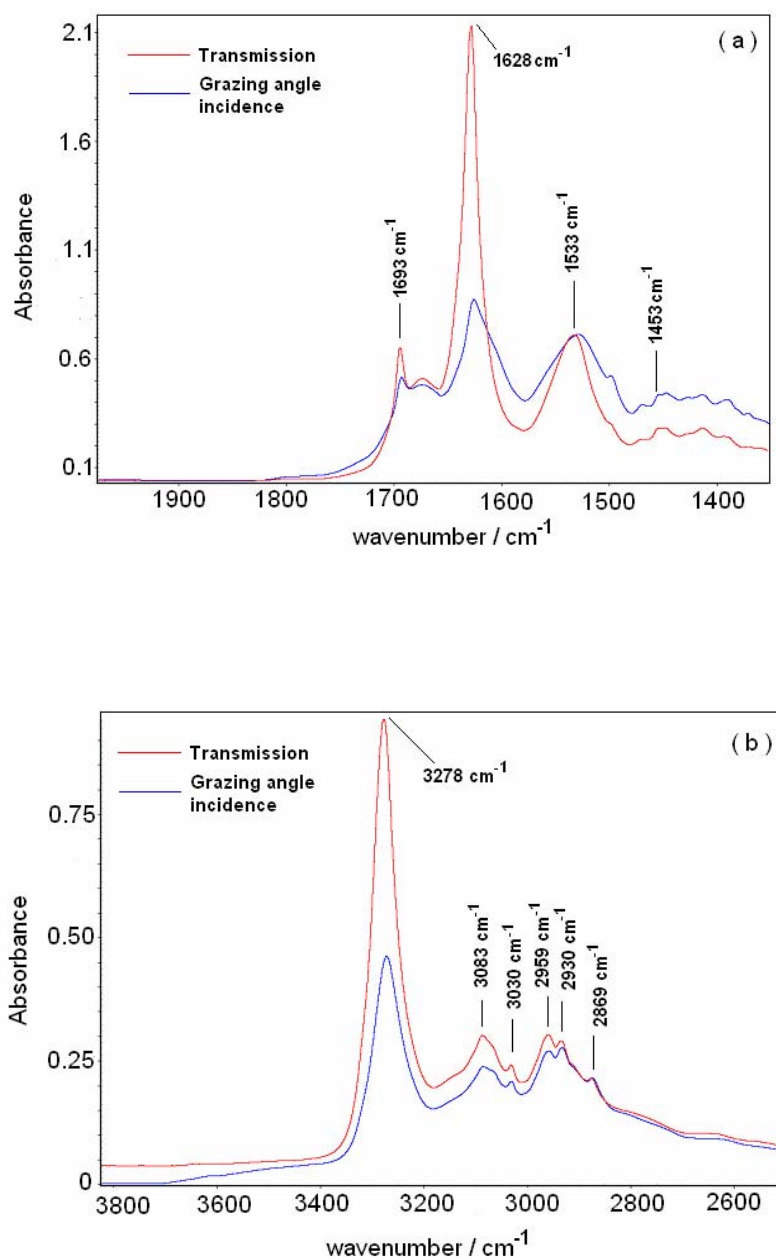 ( a )
Transmission
Grazing angle
incidence
1628 cm-1
1693 cm-1
1533 cm-1
1453 cm-1
2.1
1.6
1.1
0.6
0.1
Absorbance
1900 1800 1700 1600 1500 1400
wavenumber / cm-1
( b )
Transmission
Grazing angle
incidence
3278 cm-1
3083 cm-1
3030 cm-1
2959 cm-1
2930 cm-1
2869 cm-1
0.75
0.50
0.25
0
Absorbance
3800 3600 3400 3200 3000 2800 2600
wavenumber / cm-1